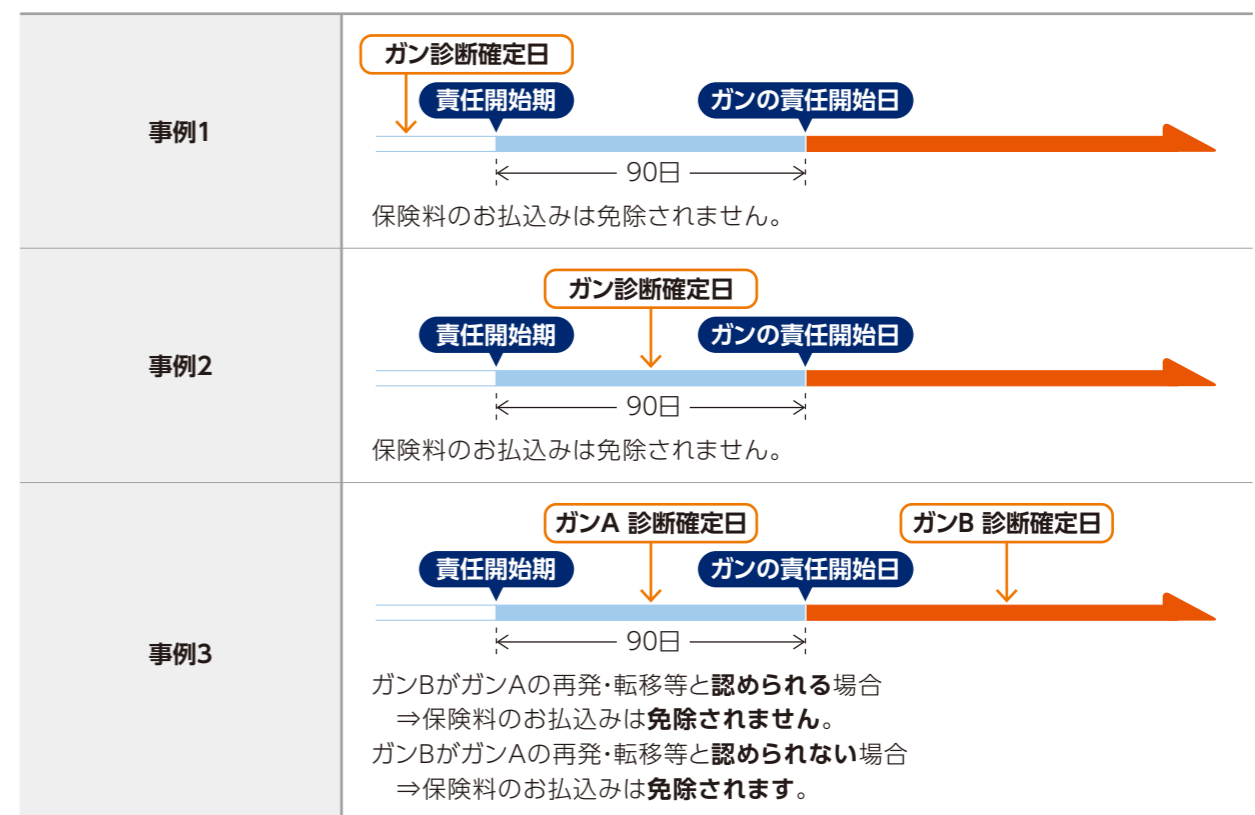 事例1
ガン診断確定日
責任開始期
ガンの責任開始日
90日
保険料のお払込みは免除されません。
事例2
ガン診断確定日
責任開始期
ガンの責任開始日
90日
保険料のお払込みは免除されません。
事例3
ガンA 診断確定日
ガンB 診断確定日
責任開始期
ガンの責任開始日
90日
ガンBがガンAの再発・転移等と認められる場合
⇒保険料のお払込みは免除されません。
ガンBがガンAの再発・転移等と認められない場合
⇒保険料のお払込みは免除されます。